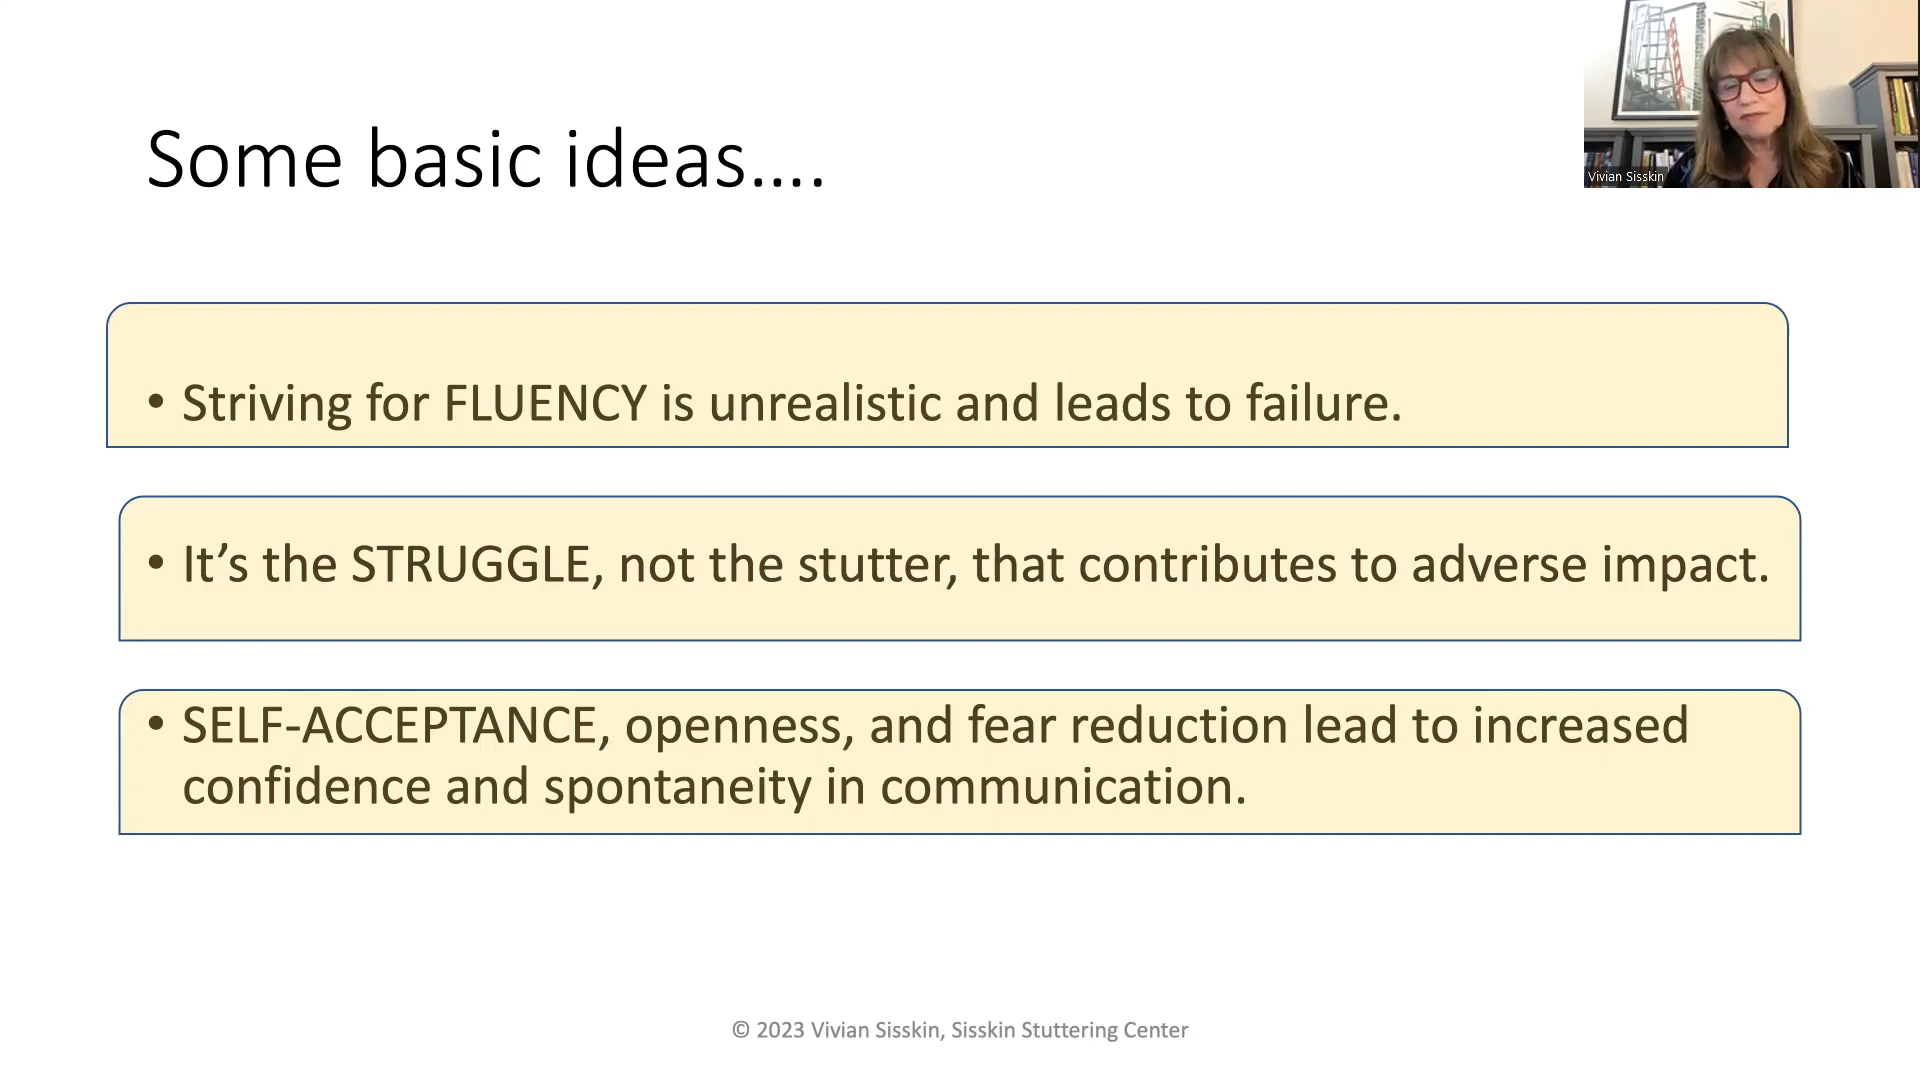 Some basic ideas....
Vivian Sisskin
• Striving for FLUENCY is unrealistic and leads to failure.
• It’s the STRUGGLE, not the stutter, that contributes to adverse impact.
• SELF-ACCEPTANCE, openness, and fear reduction lead to increased
confidence and spontaneity in communication.
© 2023 Vivian Sisskin, Sisskin Stuttering Center